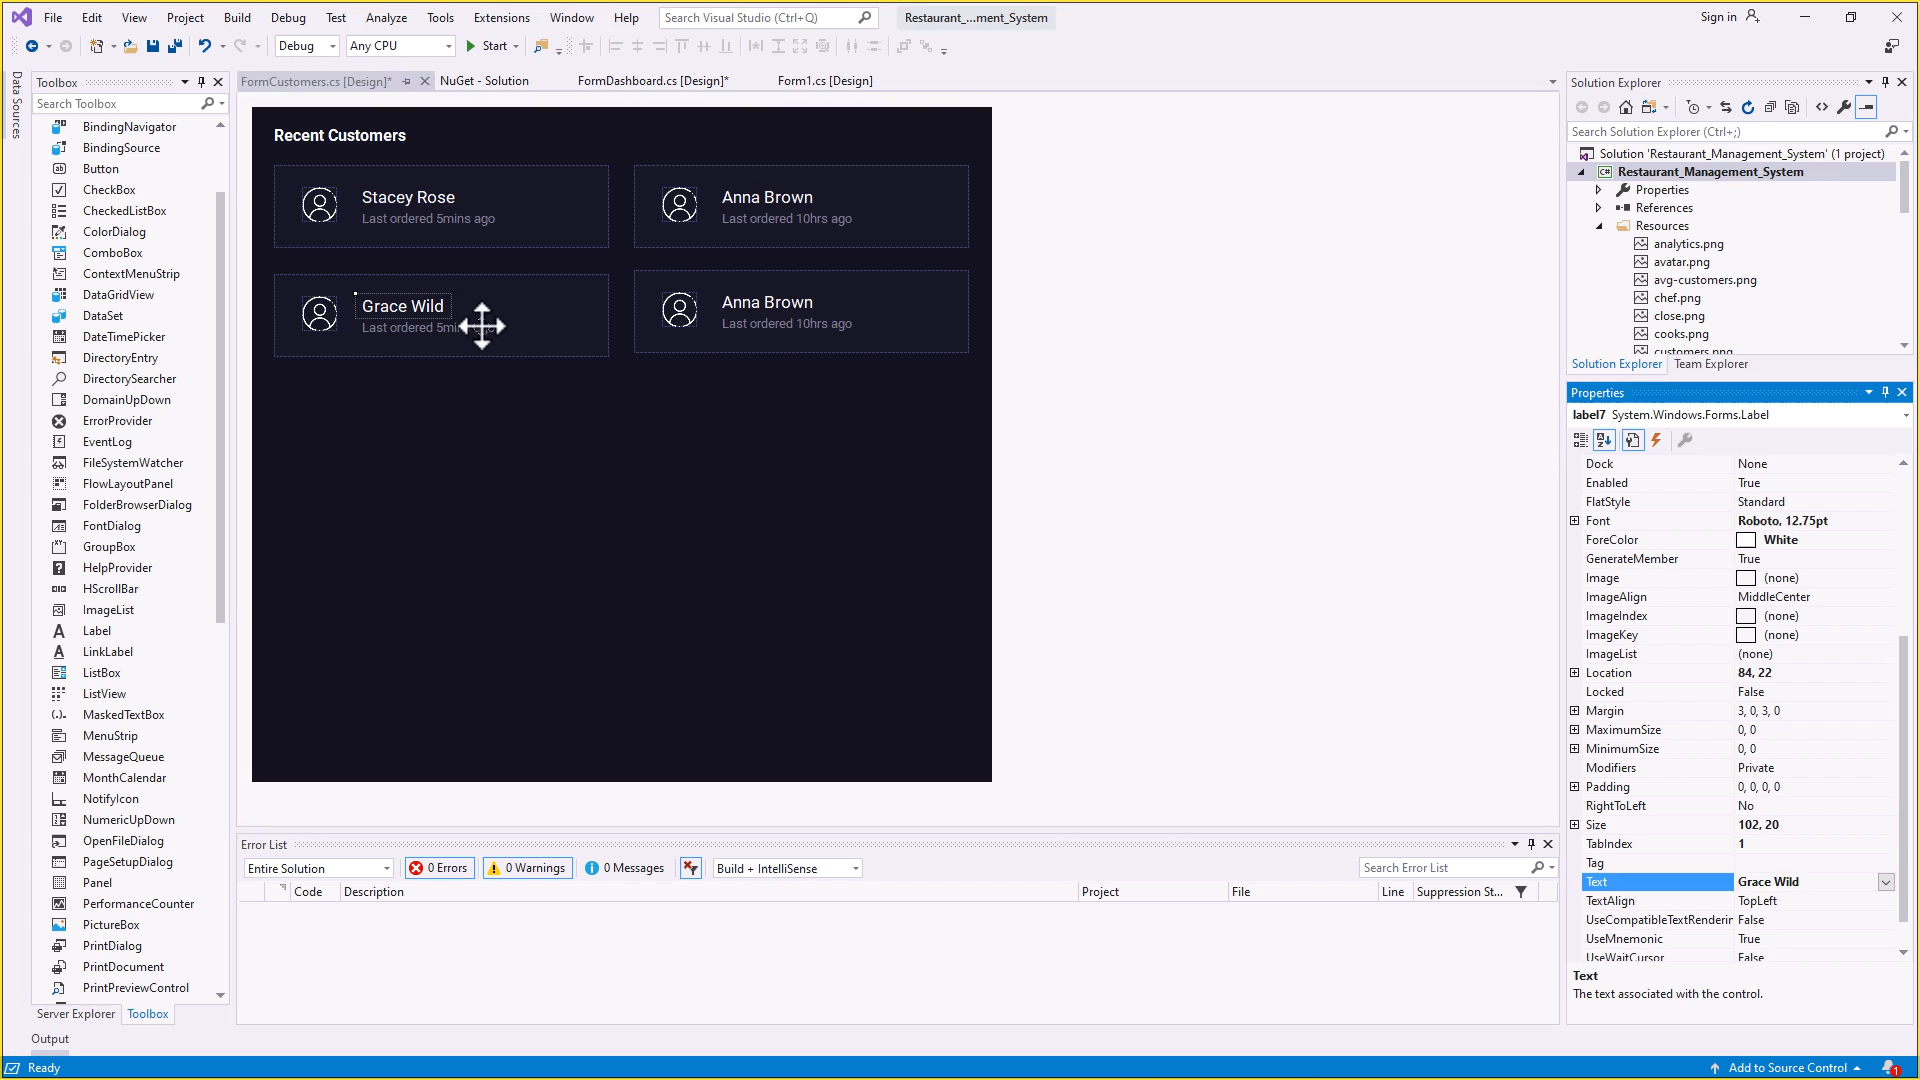 File Edit View Project Build Debug Test Analyze Tools Extensions Window Help Search Visual Studio (Ctrl+Q) Restaurant_...ment_System Sign in
Debug Any CPU Start
Data Sources
Toolbox
Search Toolbox
BindingNavigator
BindingSource
Button
CheckBox
CheckedListBox
ColorDialog
ComboBox
ContextMenuStrip
DataGridView
DataSet
DateTimePicker
DirectoryEntry
DirectorySearcher
DomainUpDown
ErrorProvider
EventLog
FileSystemWatcher
FlowLayoutPanel
FolderBrowserDialog
FontDialog
GroupBox
HelpProvider
HScrollBar
ImageList
Label
LinkLabel
ListBox
ListView
MaskedTextBox
MenuStrip
MessageQueue
MonthCalendar
NotifyIcon
NumericUpDown
OpenFileDialog
PageSetupDialog
Panel
PerformanceCounter
PictureBox
PrintDialog
PrintDocument
PrintPreviewControl
Server Explorer Toolbox
Output
FormCustomers.cs [Design]* NuGet - Solution FormDashboard.cs [Design]* Form1.cs [Design]
Recent Customers
Stacey Rose
Last ordered 5mins ago
Anna Brown
Last ordered 10hrs ago
Grace Wild
Last ordered
Anna Brown
Last ordered 10hrs ago
Error List
Entire Solution 0 Errors 0 Warnings 0 Messages Build + IntelliSense Search Error List
Code Description Project File Line Suppression St...
Solution Explorer
Search Solution Explorer (Ctrl+;)
Solution 'Restaurant_Management_System' (1 project)
C# Restaurant_Management_System
Properties
References
Resources
analytics.png
avatar.png
avg-customers.png
chef.png
close.png
cooks.png
customers.png
Solution Explorer Team Explorer
Properties
label7 System.Windows.Forms.Label
Dock None
Enabled True
FlatStyle Standard
Font Roboto, 12.75pt
ForeColor White
GenerateMember True
Image (none)
ImageAlign MiddleCenter
ImageIndex (none)
ImageKey (none)
ImageList (none)
Location 84, 22
Locked False
Margin 3, 0, 3, 0
MaximumSize 0, 0
MinimumSize 0, 0
Modifiers Private
Padding 0, 0, 0, 0
RightToLeft No
Size 102, 20
TabIndex 1
Tag
Text Grace Wild
TextAlign TopLeft
UseCompatibleTextRenderin False
UseMnemonic True
UseWaitCursor False
Text
The text associated with the control.
Ready Add to Source Control 1